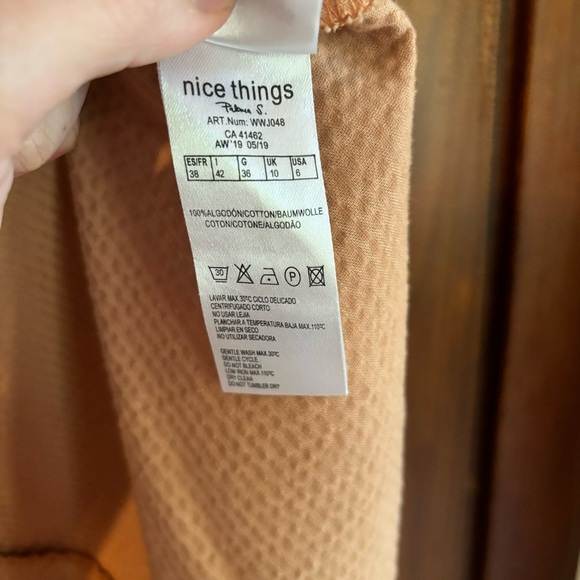 nice things
Paloma S.
ART.Num: WWJ048
CA 41462
AW'19 05/19
ES/FR I G UK USA
38 42 36 10 6
100%ALGODÓN/COTTON/BAUMWOLLE
COTON/COTONE/ALGODÃO
30 P
LAVAR MAX.30ºC CICLO DELICADO
CENTRIFUGADO CORTO
NO USAR LEJIA
PLANCHAR A TEMPERATURA BAJA MAX.110ºC
LIMPIAR EN SECO
NO UTILIZAR SECADORA
GENTLE WASH MAX.30ºC
GENTLE CYCLE
DO NOT BLEACH
LOW IRON MAX.110ºC
DRY CLEAN
DO NOT TUMBLE DRY